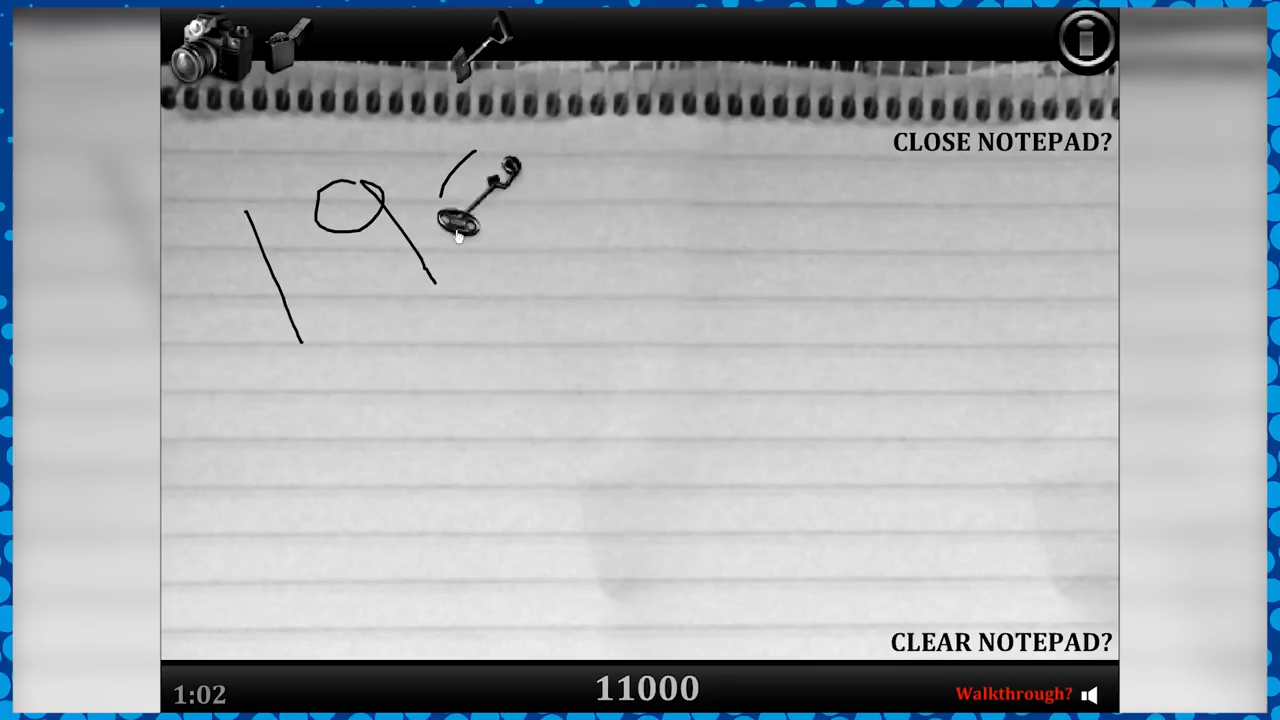 CLOSE NOTEPAD?
19
CLEAR NOTEPAD?
1:02
11000
Walkthrough?